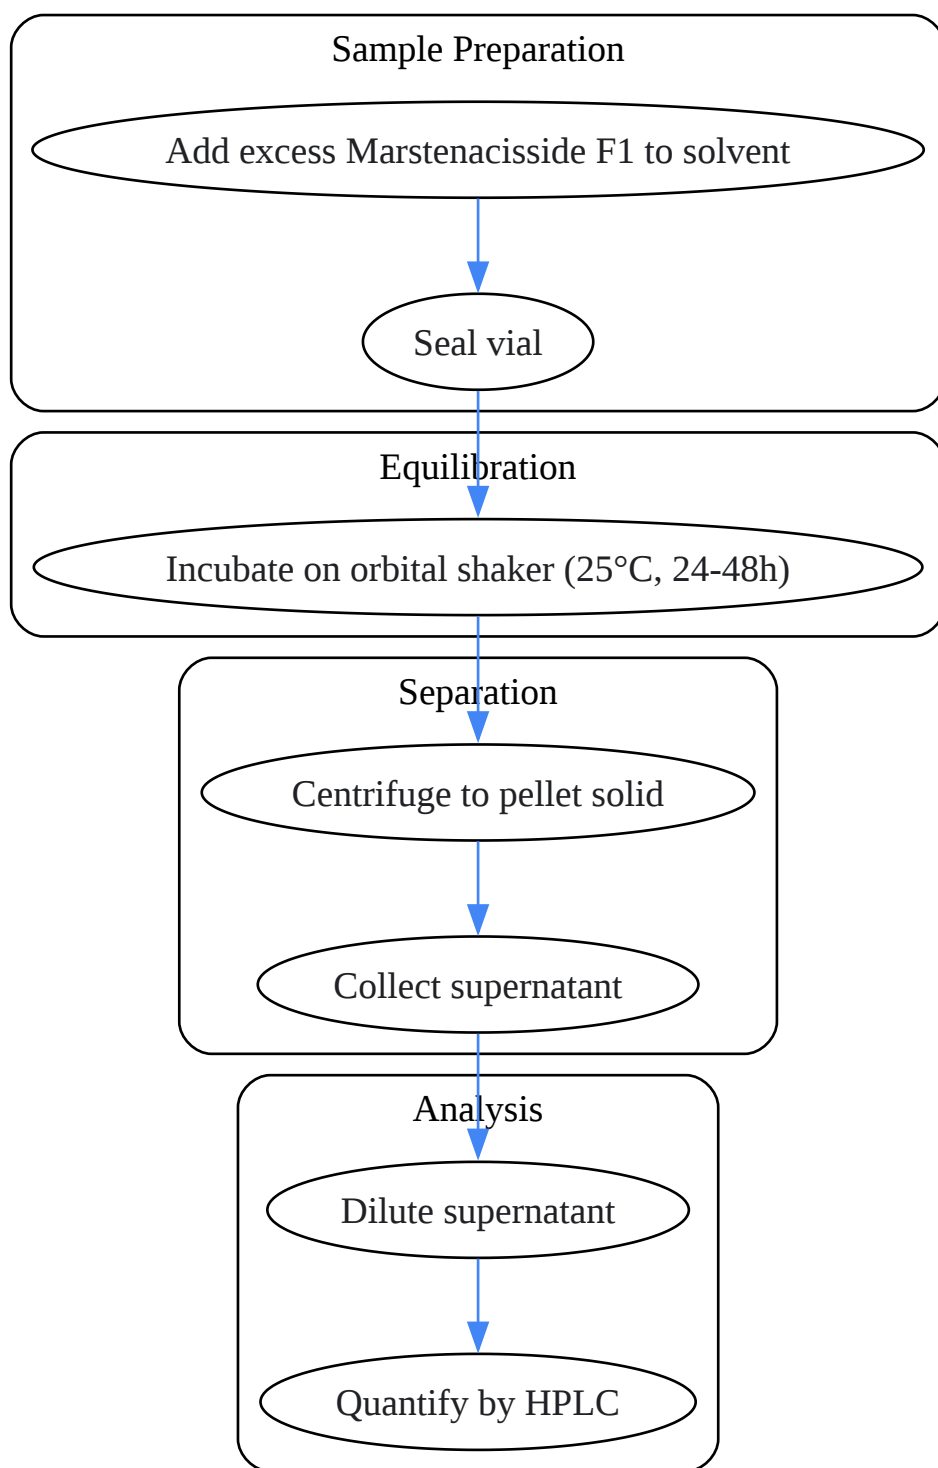 Sample Preparation
Add excess Marstenacisside F1 to solvent
Seal vial
Equilibration
Incubate on orbital shaker (25°C, 24-48h)
Separation
Centrifuge to pellet solid
Collect supernatant
Analysis
Dilute supernatant
Quantify by HPLC